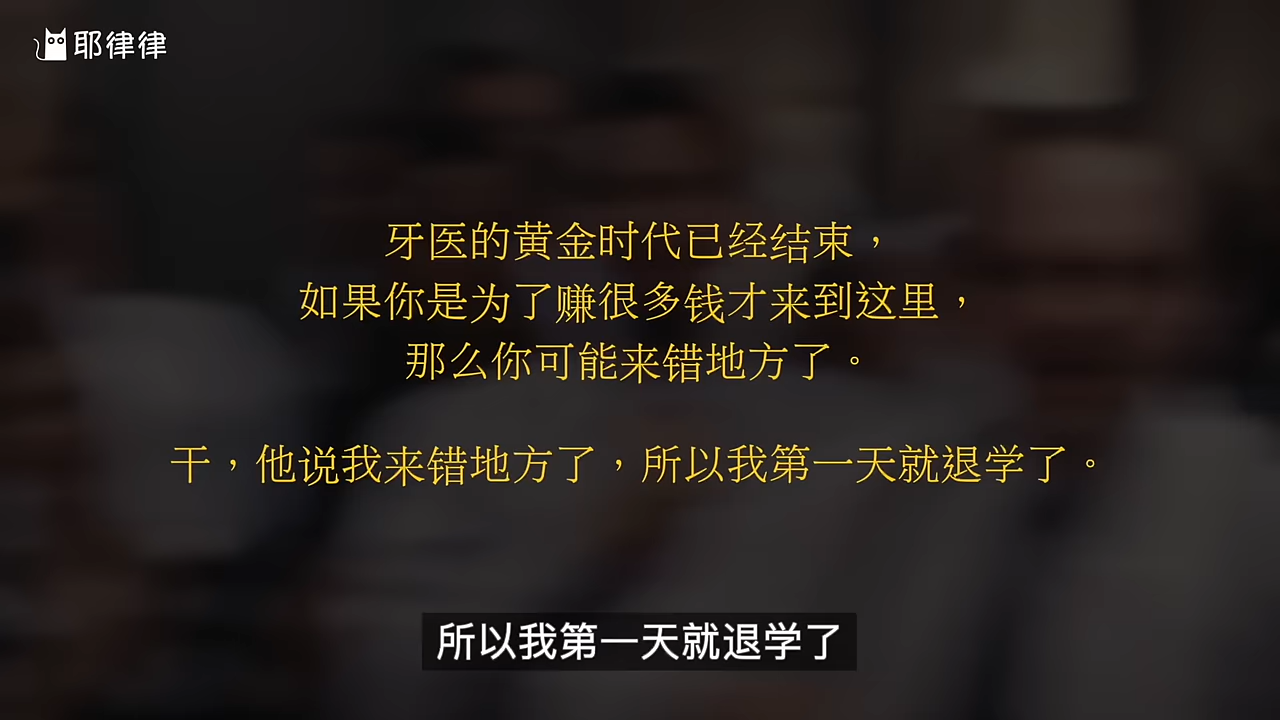 耶律律
牙医的黄金时代已经结束，
如果你是为了赚很多钱才来到这里，
那么你可能来错地方了。
干，他说我来错地方了，所以我第一天就退学了。
所以我第一天就退学了